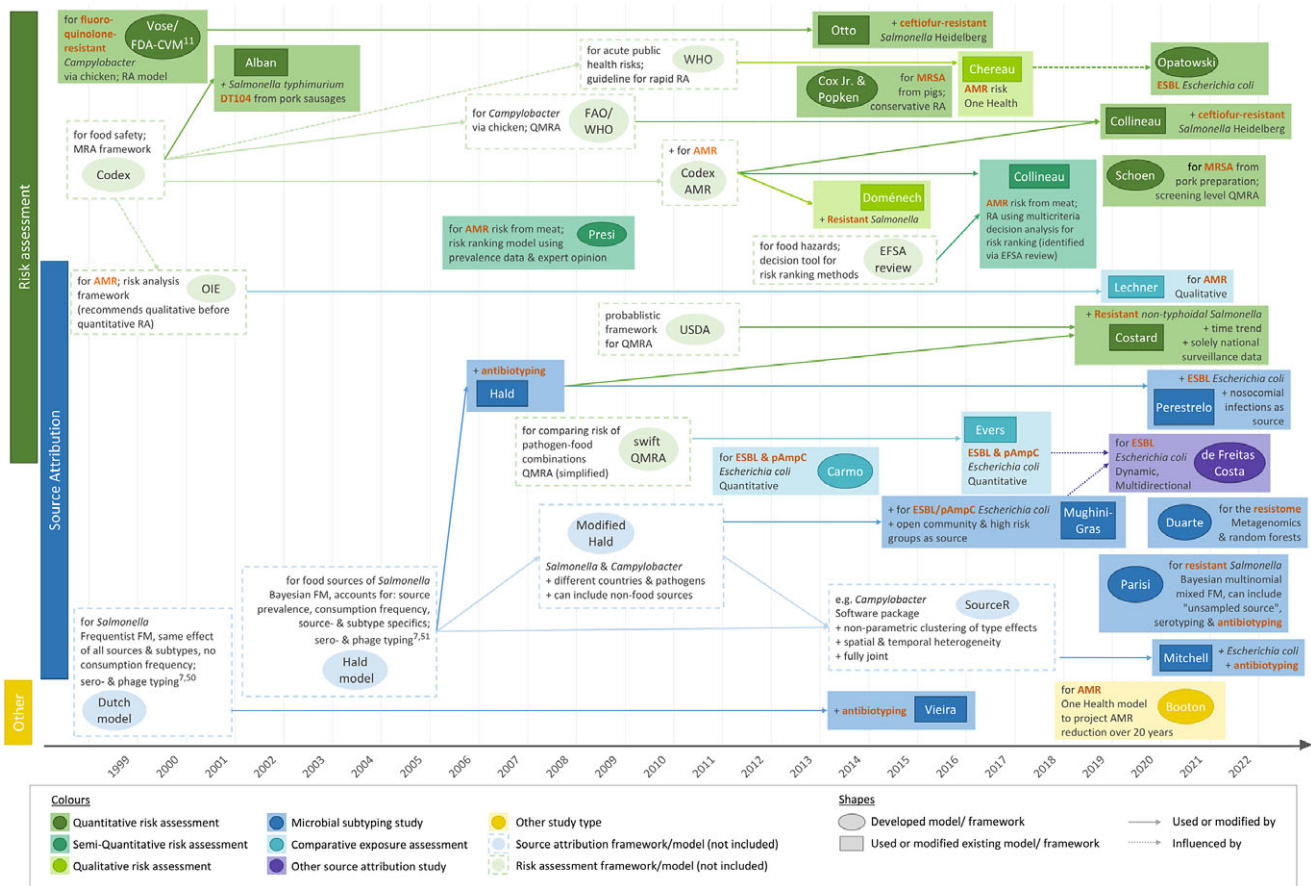 Risk assessment
Source Attribution
Other
for fluoro-
quinolone-
resistant
Campylobacter
via chicken; RA model
Vose/
FDA-CVM11
Alban
+ Salmonella typhimurium
DT104 from pork sausages
for food safety;
MRA framework
Codex
for acute public
health risks;
guideline for rapid RA
WHO
for Campylobacter
via chicken; QMRA
FAO/
WHO
+ for AMR
Codex
AMR
Otto
+ ceftiofur-resistant
Salmonella Heidelberg
Cox Jr. &
Popken
for MRSA
from pigs;
conservative RA
Chereau
AMR risk
One Health
Opatowski
ESBL Escherichia coli
Collineau
+ ceftiofur-resistant
Salmonella Heidelberg
Doménech
+ Resistant Salmonella
Collineau
AMR risk from meat;
RA using multicriteria
decision analysis for
risk ranking (identified
via EFSA review)
Schoen
for MRSA from
pork preparation;
screening level QMRA
for AMR risk from meat;
risk ranking model using
prevalence data & expert opinion
Presi
for food hazards;
decision tool for
risk ranking methods
EFSA
review
for AMR; risk analysis
framework
(recommends qualitative before
quantitative RA)
OIE
Lechner
for AMR
Qualitative
probablistic
framework
for QMRA
USDA
+ Resistant non-typhoidal Salmonella
+ time trend
+ solely national
surveillance data
Costard
+ antibiotyping
Hald
+ ESBL Escherichia coli
+ nosocomial
infections as
source
Perestrelo
for comparing risk of
pathogen-food
combinations
QMRA (simplified)
swift
QMRA
for ESBL & pAmpC
Escherichia coli
Quantitative
Carmo
Evers
ESBL & pAmpC
Escherichia coli
Quantitative
for ESBL
Escherichia coli
Dynamic,
Multidirectional
de Freitas
Costa
Modified
Hald
Salmonella & Campylobacter
+ different countries & pathogens
+ can include non-food sources
+ for ESBL/pAmpC Escherichia coli
+ open community & high risk
groups as source
Mughini-
Gras
Duarte
for the resistome
Metagenomics
& random forests
for food sources of Salmonella
Bayesian FM, accounts for: source
prevalence, consumption frequency,
source- & subtype specifics;
sero- & phage typing7,51
Hald
model
e.g. Campylobacter
Software package
+ non-parametric clustering of type effects
+ spatial & temporal heterogeneity
+ fully joint
SourceR
Parisi
for resistant Salmonella
Bayesian multinomial
mixed FM, can include
"unsampled source",
serotyping & antibiotyping
for Salmonella
Frequentist FM, same effect
of all sources & subtypes, no
consumption frequency;
sero- & phage typing7,50
Dutch
model
Mitchell
+ Escherichia coli
+ antibiotyping
+ antibiotyping
Vieira
for AMR
One Health model
to project AMR
reduction over 20 years
Booton
1999 2000 2001 2002 2003 2004 2005 2006 2007 2008 2009 2010 2011 2012 2013 2014 2015 2016 2017 2018 2019 2020 2021 2022
Colours
Quantitative risk assessment
Semi-Quantitative risk assessment
Qualitative risk assessment
Microbial subtyping study
Comparative exposure assessment
Other source attribution study
Other study type
Source attribution framework/model (not included)
Risk assessment framework/model (not included)
Shapes
Developed model/ framework
Used or modified existing model/ framework
Used or modified by
Influenced by